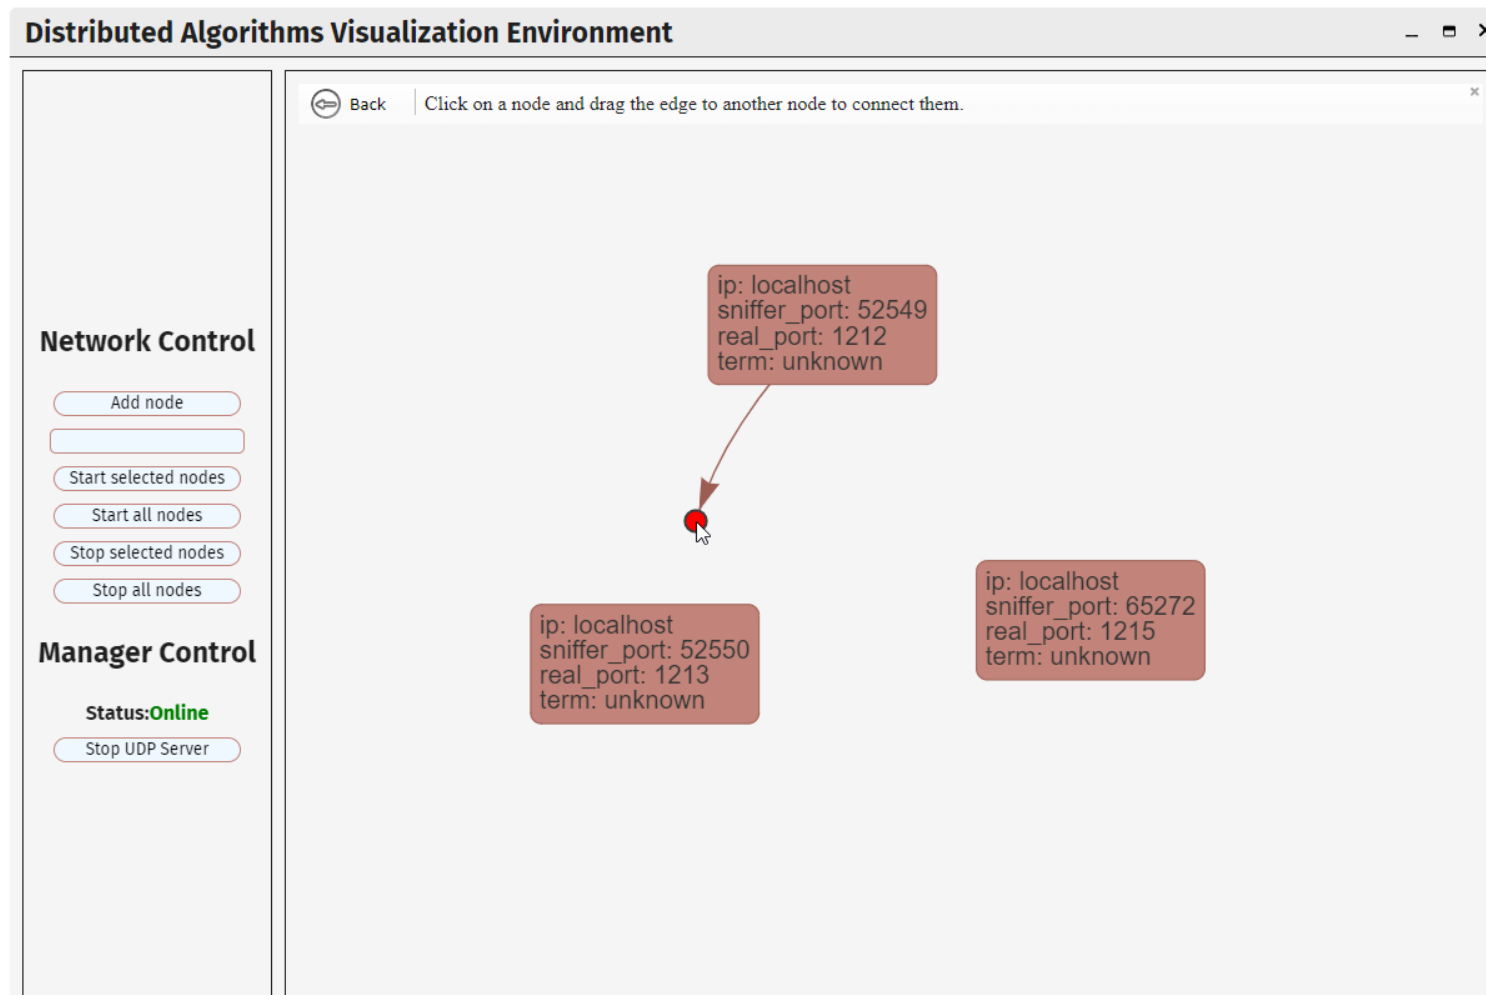 Distributed Algorithms Visualization Environment
Back
Click on a node and drag the edge to another node to connect them.
Network Control
Add node
Start selected nodes
Start all nodes
Stop selected nodes
Stop all nodes
Manager Control
Status:Online
Stop UDP Server
ip: localhost
sniffer_port: 52549
real_port: 1212
term: unknown
ip: localhost
sniffer_port: 52550
real_port: 1213
term: unknown
ip: localhost
sniffer_port: 65272
real_port: 1215
term: unknown